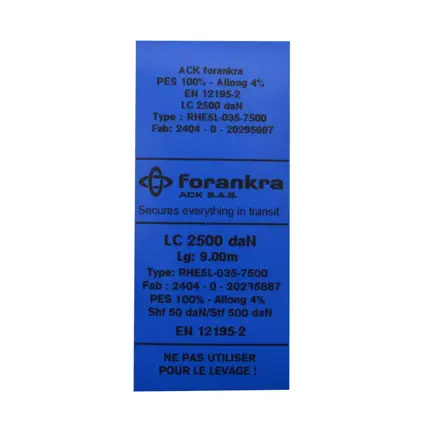 ACK forankra
PES 100% - Allong 4%
EN 12195-2
LC 2500 daN
Type : RHE5L-035-7500
Fab: 2404 - 0 - 20295887
forankra
ACK S.A.S.
Secures everything in transit
LC 2500 daN
Lg: 9.00m
Type: RHE5L-035-7500
Fab : 2404 - 0 - 20295887
PES 100% - Allong 4%
Shf 50 daN/Stf 500 daN
EN 12195-2
NE PAS UTILISER
POUR LE LEVAGE !